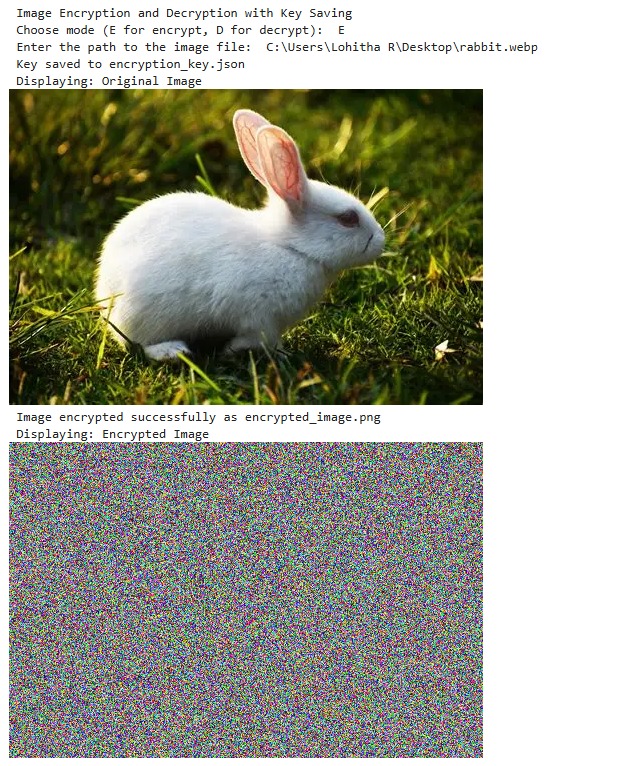 Image Encryption and Decryption with Key Saving
Choose mode (E for encrypt, D for decrypt):  E
Enter the path to the image file:  C:\Users\Lohitha R\Desktop\rabbit.webp
Key saved to encryption_key.json
Displaying: Original Image
Image encrypted successfully as encrypted_image.png
Displaying: Encrypted Image